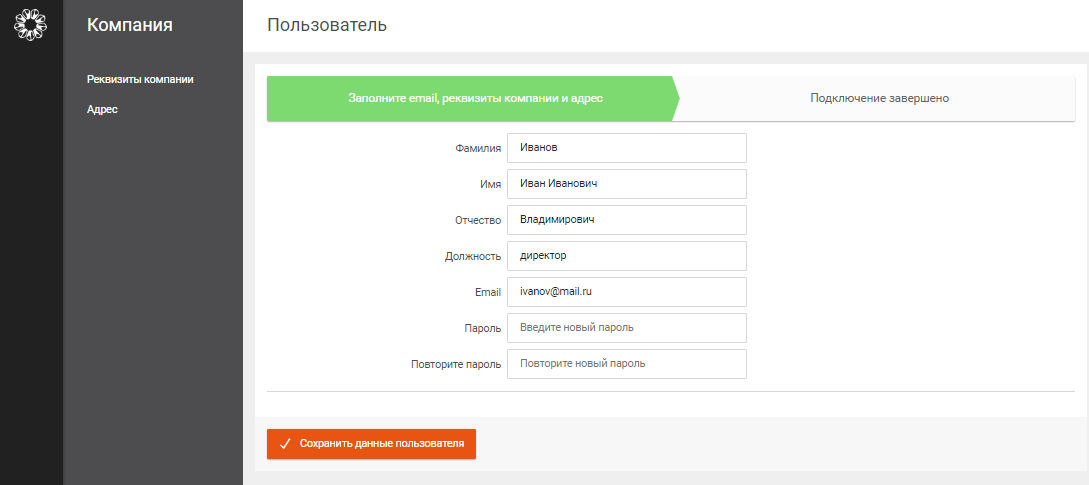 Компания
Реквизиты компании
Адрес
Пользователь
Заполните email, реквизиты компании и адрес
Подключение завершено
Фамилия Иванов
Имя Иван Иванович
Отчество Владимирович
Должность директор
Email ivanov@mail.ru
Пароль Введите новый пароль
Повторите пароль Повторите новый пароль
Сохранить данные пользователя